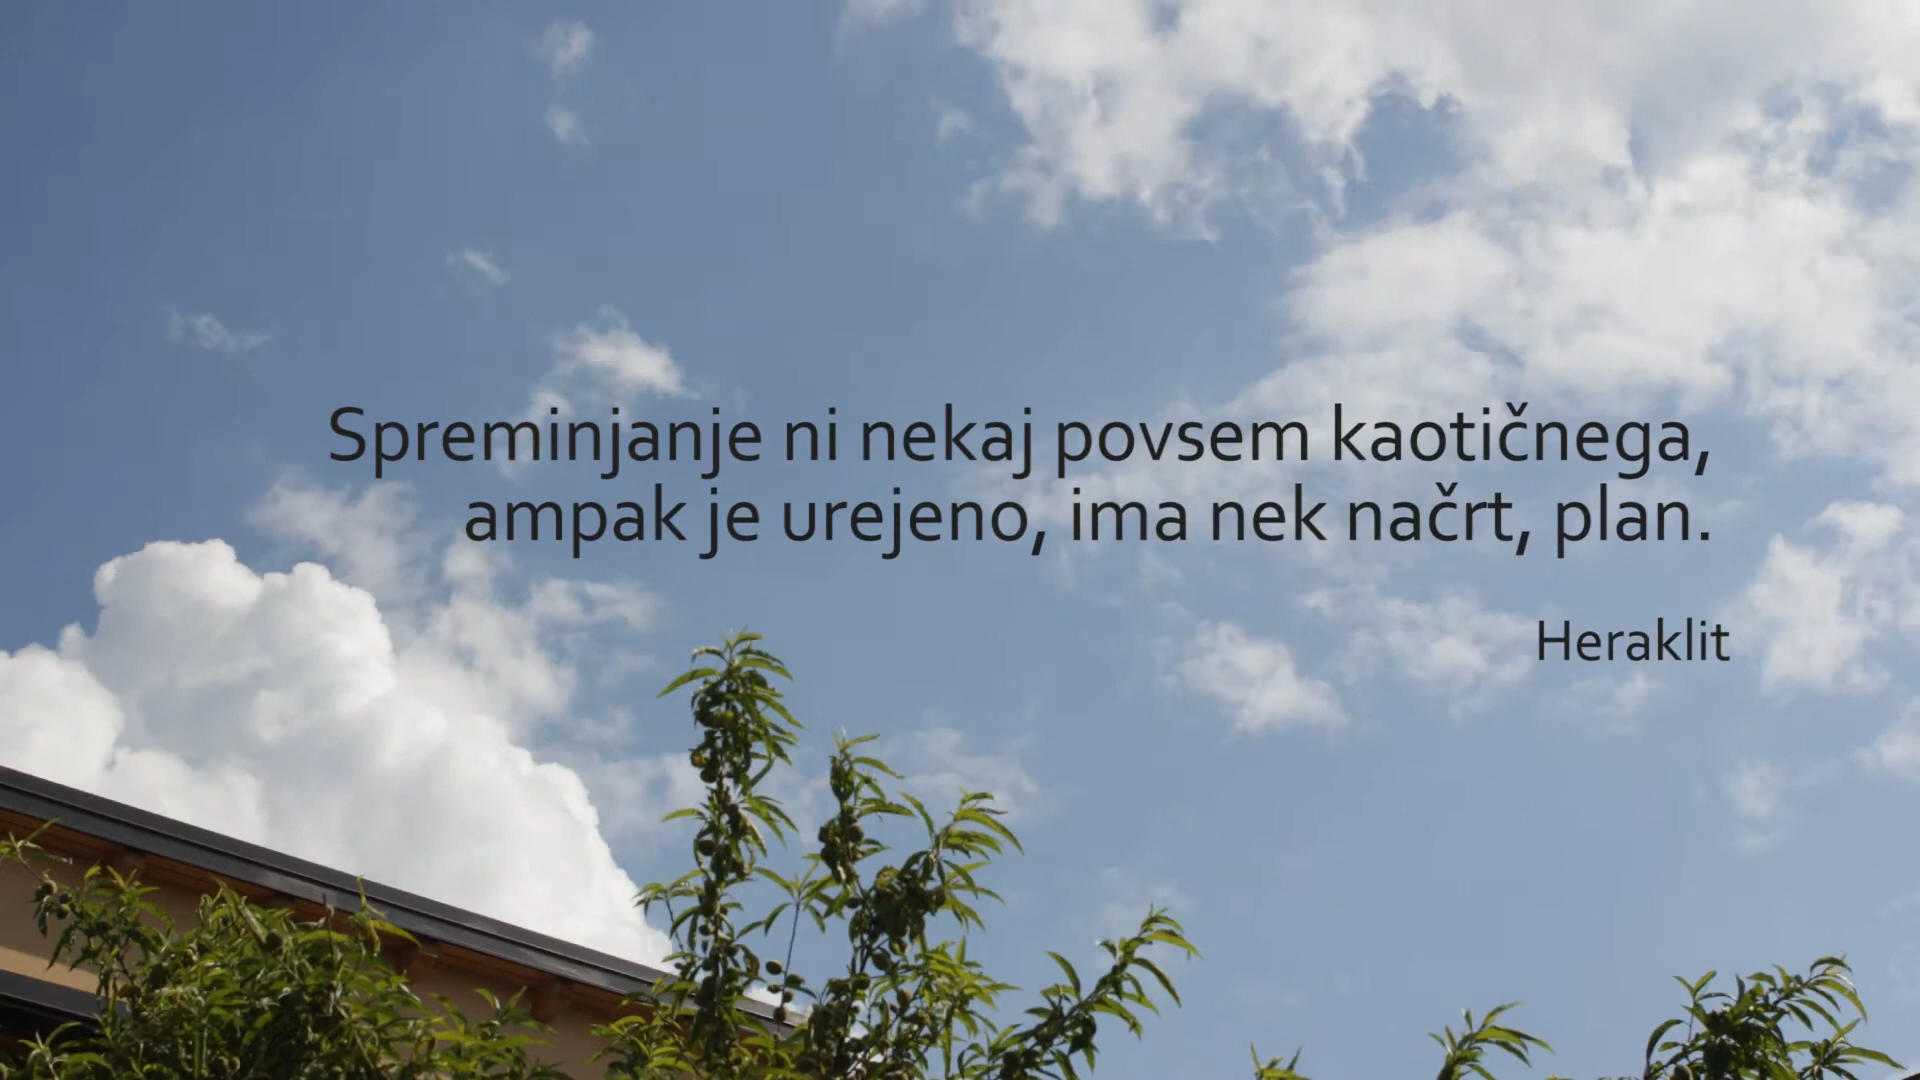 Spreminjanje ni nekaj povsem kaotičnega,
ampak je urejeno, ima nek načrt, plan.
Heraklit